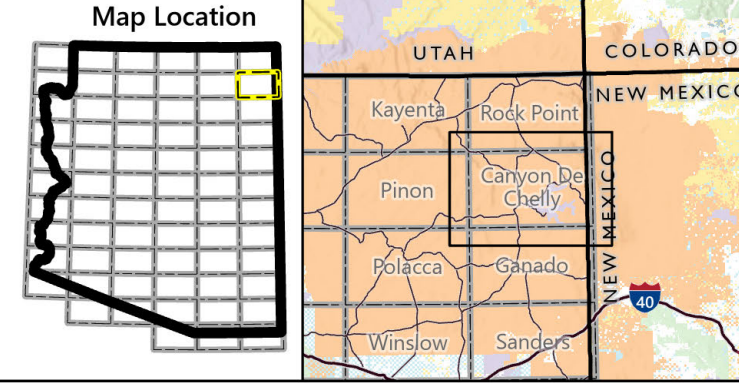 Map Location
UTAH
COLORADO
NEW MEXICO
Kayenta
Rock Point
Pinon
Canyon De
Chelly
NEW MEXICO
Polacca
Ganado
40
Winslow
Sanders